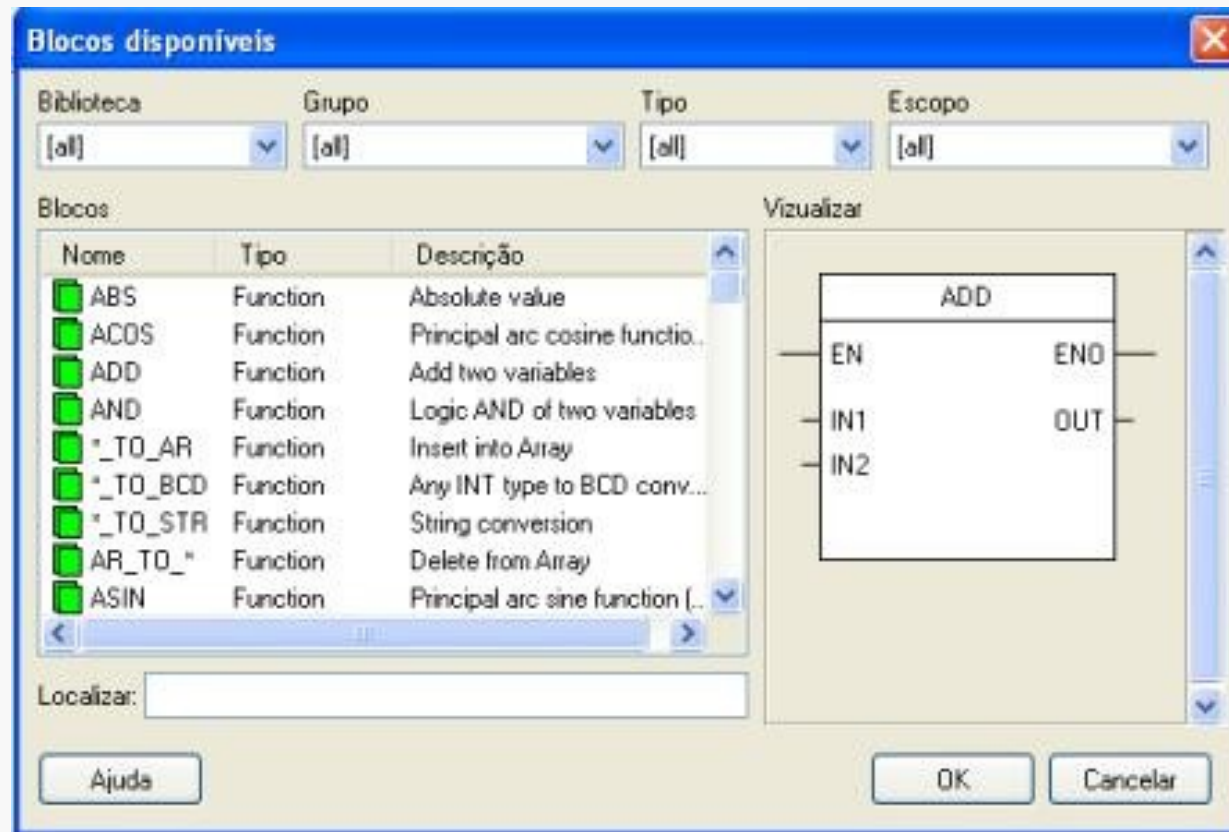 Blocos disponíveis
Biblioteca Grupo Tipo Escopo
[all] [all] [all] [all]
Blocos Vizualizar
Nome Tipo Descrição
ABS Function Absolute value
ACOS Function Principal arc cosine functio..
ADD Function Add two variables
AND Function Logic AND of two variables
*_TO_AR Function Insert into Array
*_TO_BCD Function Any INT type to BCD conv...
*_TO_STR Function String conversion
AR_TO_* Function Delete from Array
ASIN Function Principal arc sine function (..
ADD
EN ENO
IN1 OUT
IN2
Localizar:
Ajuda OK Cancelar